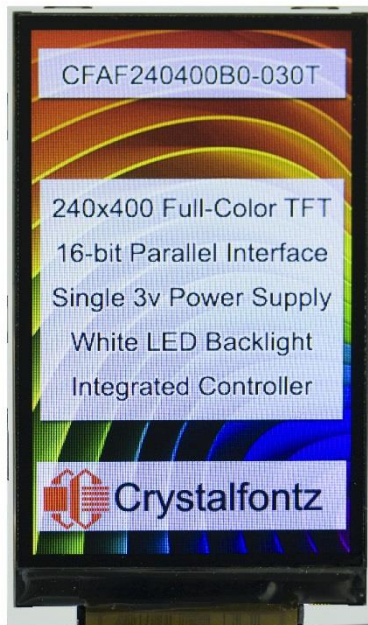 CFAF240400B0-030T
240x400 Full-Color TFT
16-bit Parallel Interface
Single 3v Power Supply
White LED Backlight
Integrated Controller
Crystalfontz